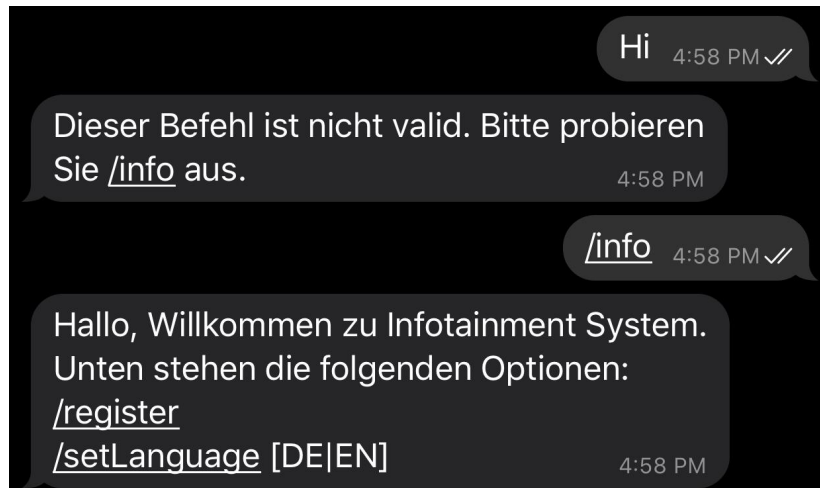 Hi 4:58 PM
Dieser Befehl ist nicht valid. Bitte probieren
Sie /info aus. 4:58 PM
/info 4:58 PM
Hallo, Willkommen zu Infotainment System.
Unten stehen die folgenden Optionen:
/register
/setLanguage [DE|EN] 4:58 PM